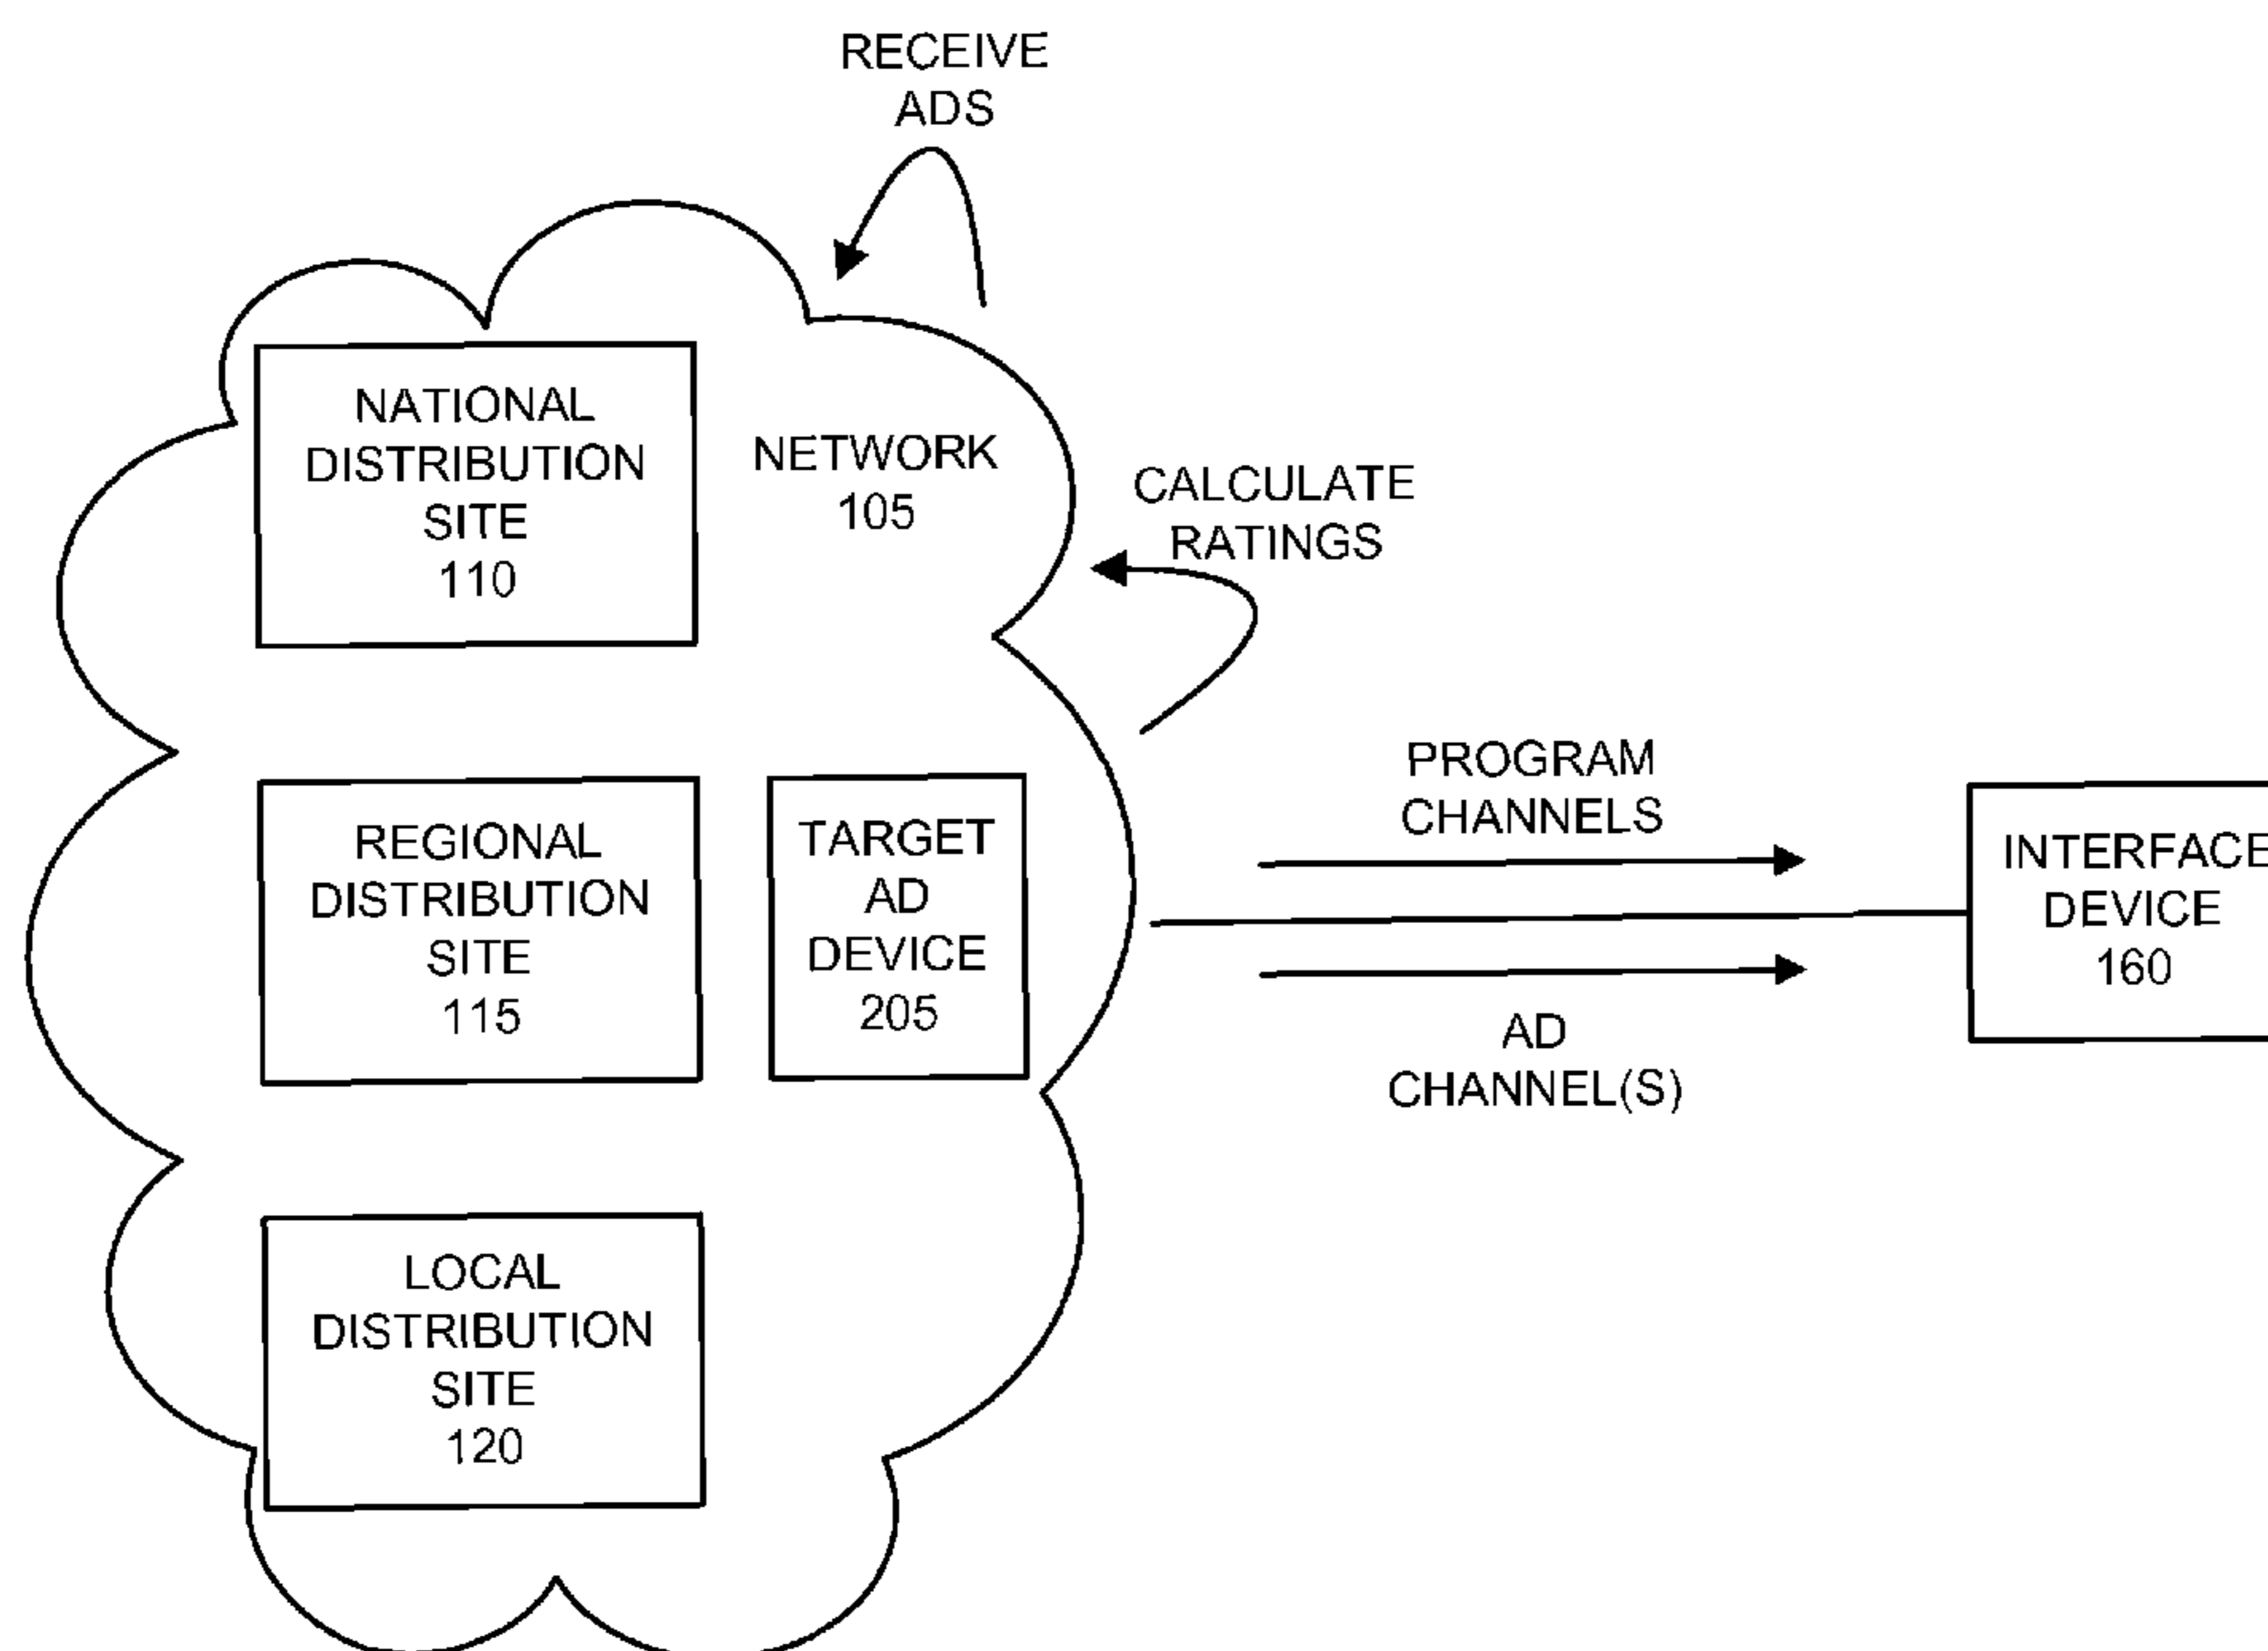 RECEIVE
ADS
NATIONAL
DISTRIBUTION
SITE
110
NETWORK
105
CALCULATE
RATINGS
REGIONAL
DISTRIBUTION
SITE
115
TARGET
AD
DEVICE
205
PROGRAM
CHANNELS
AD
CHANNEL(S)
INTERFACE
DEVICE
160
LOCAL
DISTRIBUTION
SITE
120